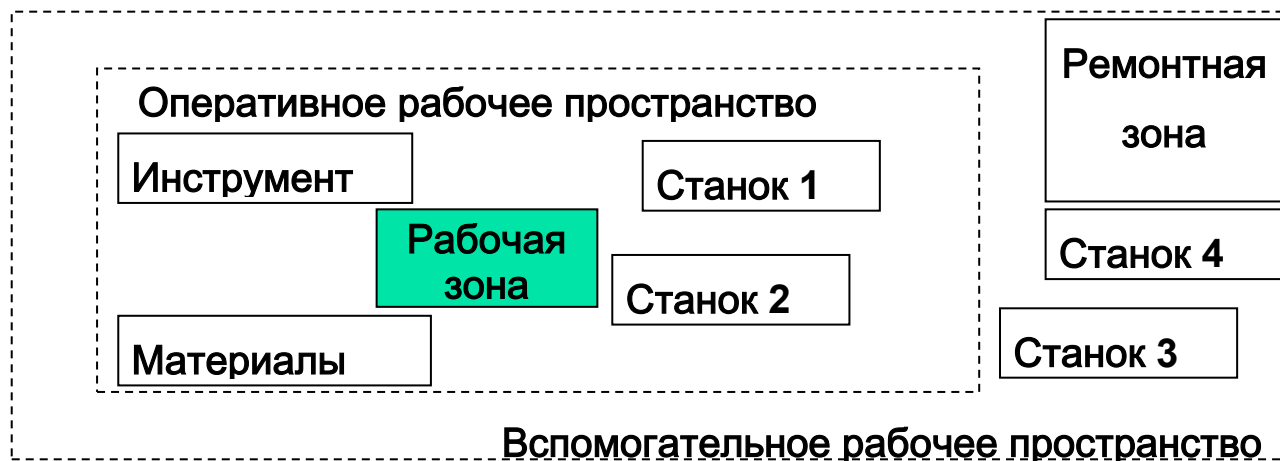 Оперативное рабочее пространство
Инструмент
Станок 1
Рабочая
зона
Станок 2
Материалы
Ремонтная
зона
Станок 4
Станок 3
Вспомогательное рабочее пространство